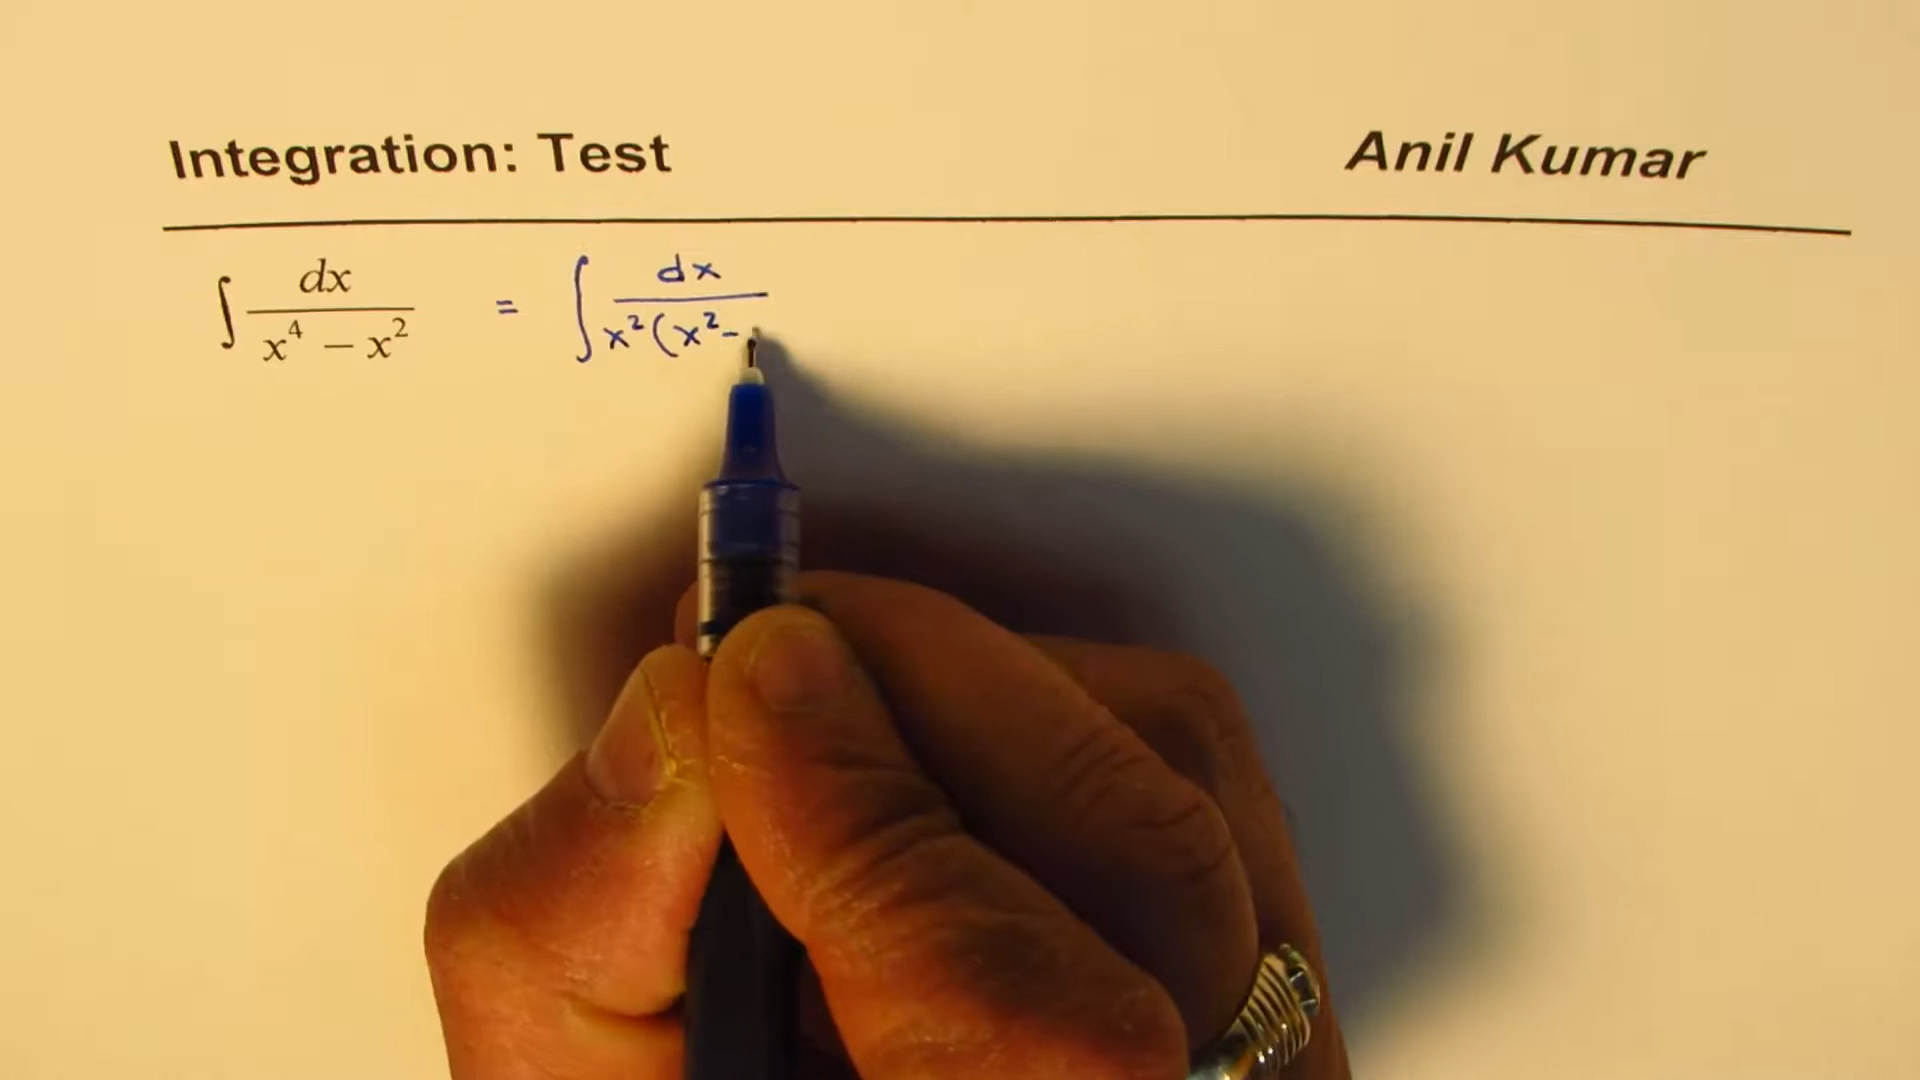 Integration: Test Anil Kumar
∫ dx / (x⁴ − x²) = ∫ dx / x²(x² −